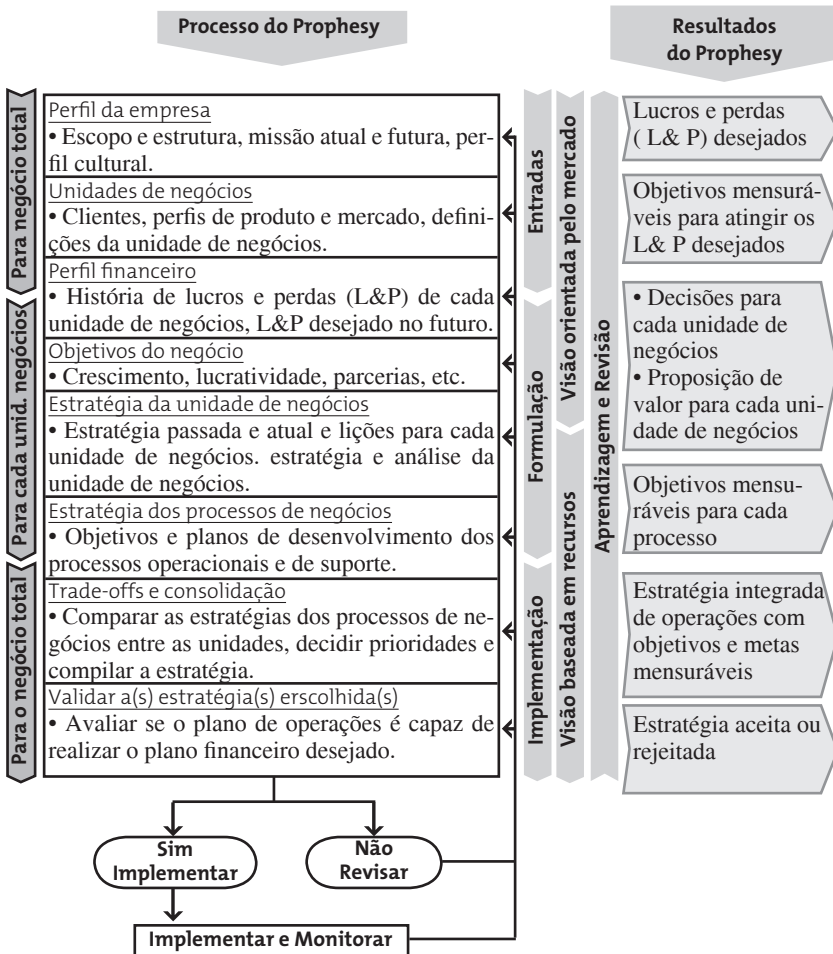 Processo do Prophesy
Resultados
do Prophesy
Para negócio total
Para cada unid. negócios
Para o negócio total
Perfil da empresa
• Escopo e estrutura, missão atual e futura, per-
fil cultural.
Unidades de negócios
• Clientes, perfis de produto e mercado, defini-
ções da unidade de negócios.
Perfil financeiro
• História de lucros e perdas (L&P) de cada
unidade de negócios, L&P desejado no futuro.
Objetivos do negócio
• Crescimento, lucratividade, parcerias, etc.
Estratégia da unidade de negócios
• Estratégia passada e atual e lições para cada
unidade de negócios. estratégia e análise da
unidade de negócios.
Estratégia dos processos de negócios
• Objetivos e planos de desenvolvimento dos
processos operacionais e de suporte.
Trade-offs e consolidação
• Comparar as estratégias dos processos de ne-
gócios entre as unidades, decidir prioridades e
compilar a estratégia.
Validar a(s) estratégia(s) erscolhida(s)
• Avaliar se o plano de operações é capaz de
realizar o plano financeiro desejado.
Entradas
Formulação
Implementação
Visão orientada pelo mercado
Visão baseada em recursos
Aprendizagem e Revisão
Lucros e perdas
( L& P) desejados
Objetivos mensurá-
veis para atingir os
L& P desejados
• Decisões para
cada unidade de
negócios
• Proposição de
valor para cada uni-
dade de negócios
Objetivos mensu-
ráveis para cada
processo
Estratégia integrada
de operações com
objetivos e metas
mensuráveis
Estratégia aceita ou
rejeitada
Sim
Implementar
Não
Revisar
Implementar e Monitorar